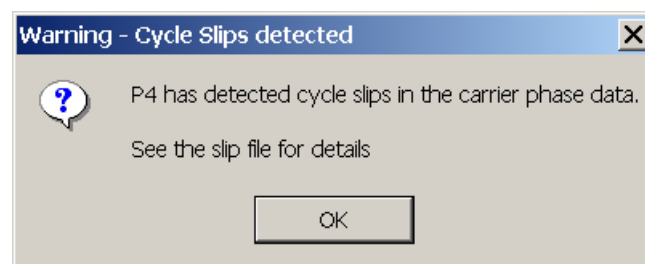 Warning - Cycle Slips detected
P4 has detected cycle slips in the carrier phase data.
See the slip file for details
OK